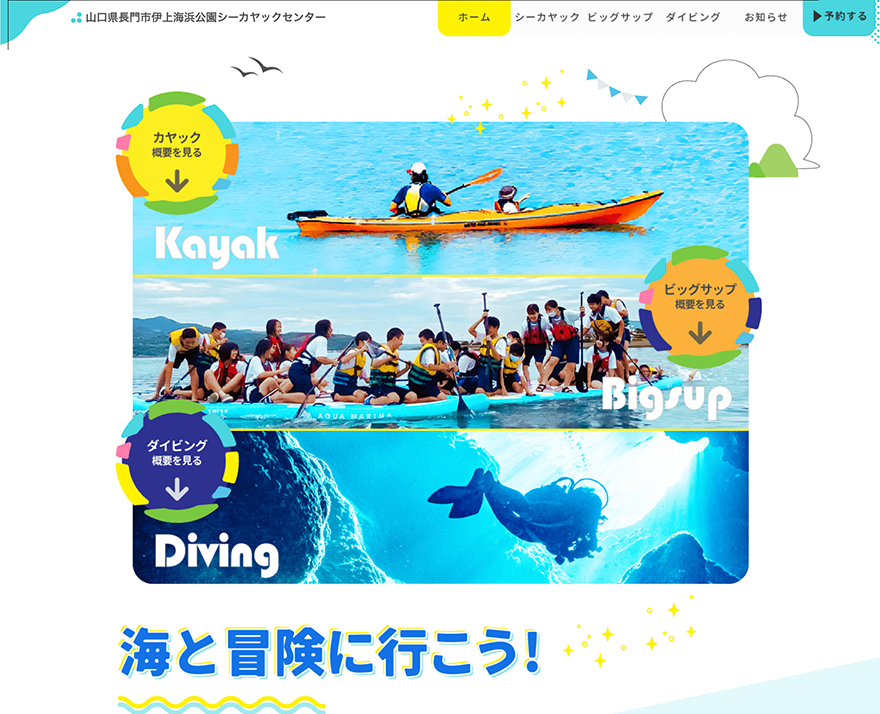 山口県長門市伊上海浜公園シーカヤックセンター
ホーム
シーカヤック
ビッグサップ
ダイビング
お知らせ
▶予約する
カヤック
概要を見る
Kayak
ビッグサップ
概要を見る
AQUA MARINA
Bigsup
ダイビング
概要を見る
Diving
海と冒険に行こう!